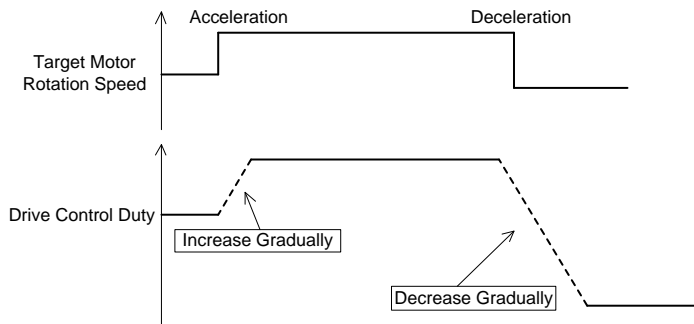 Acceleration
Deceleration
Target Motor
Rotation Speed
Drive Control Duty
Increase Gradually
Decrease Gradually